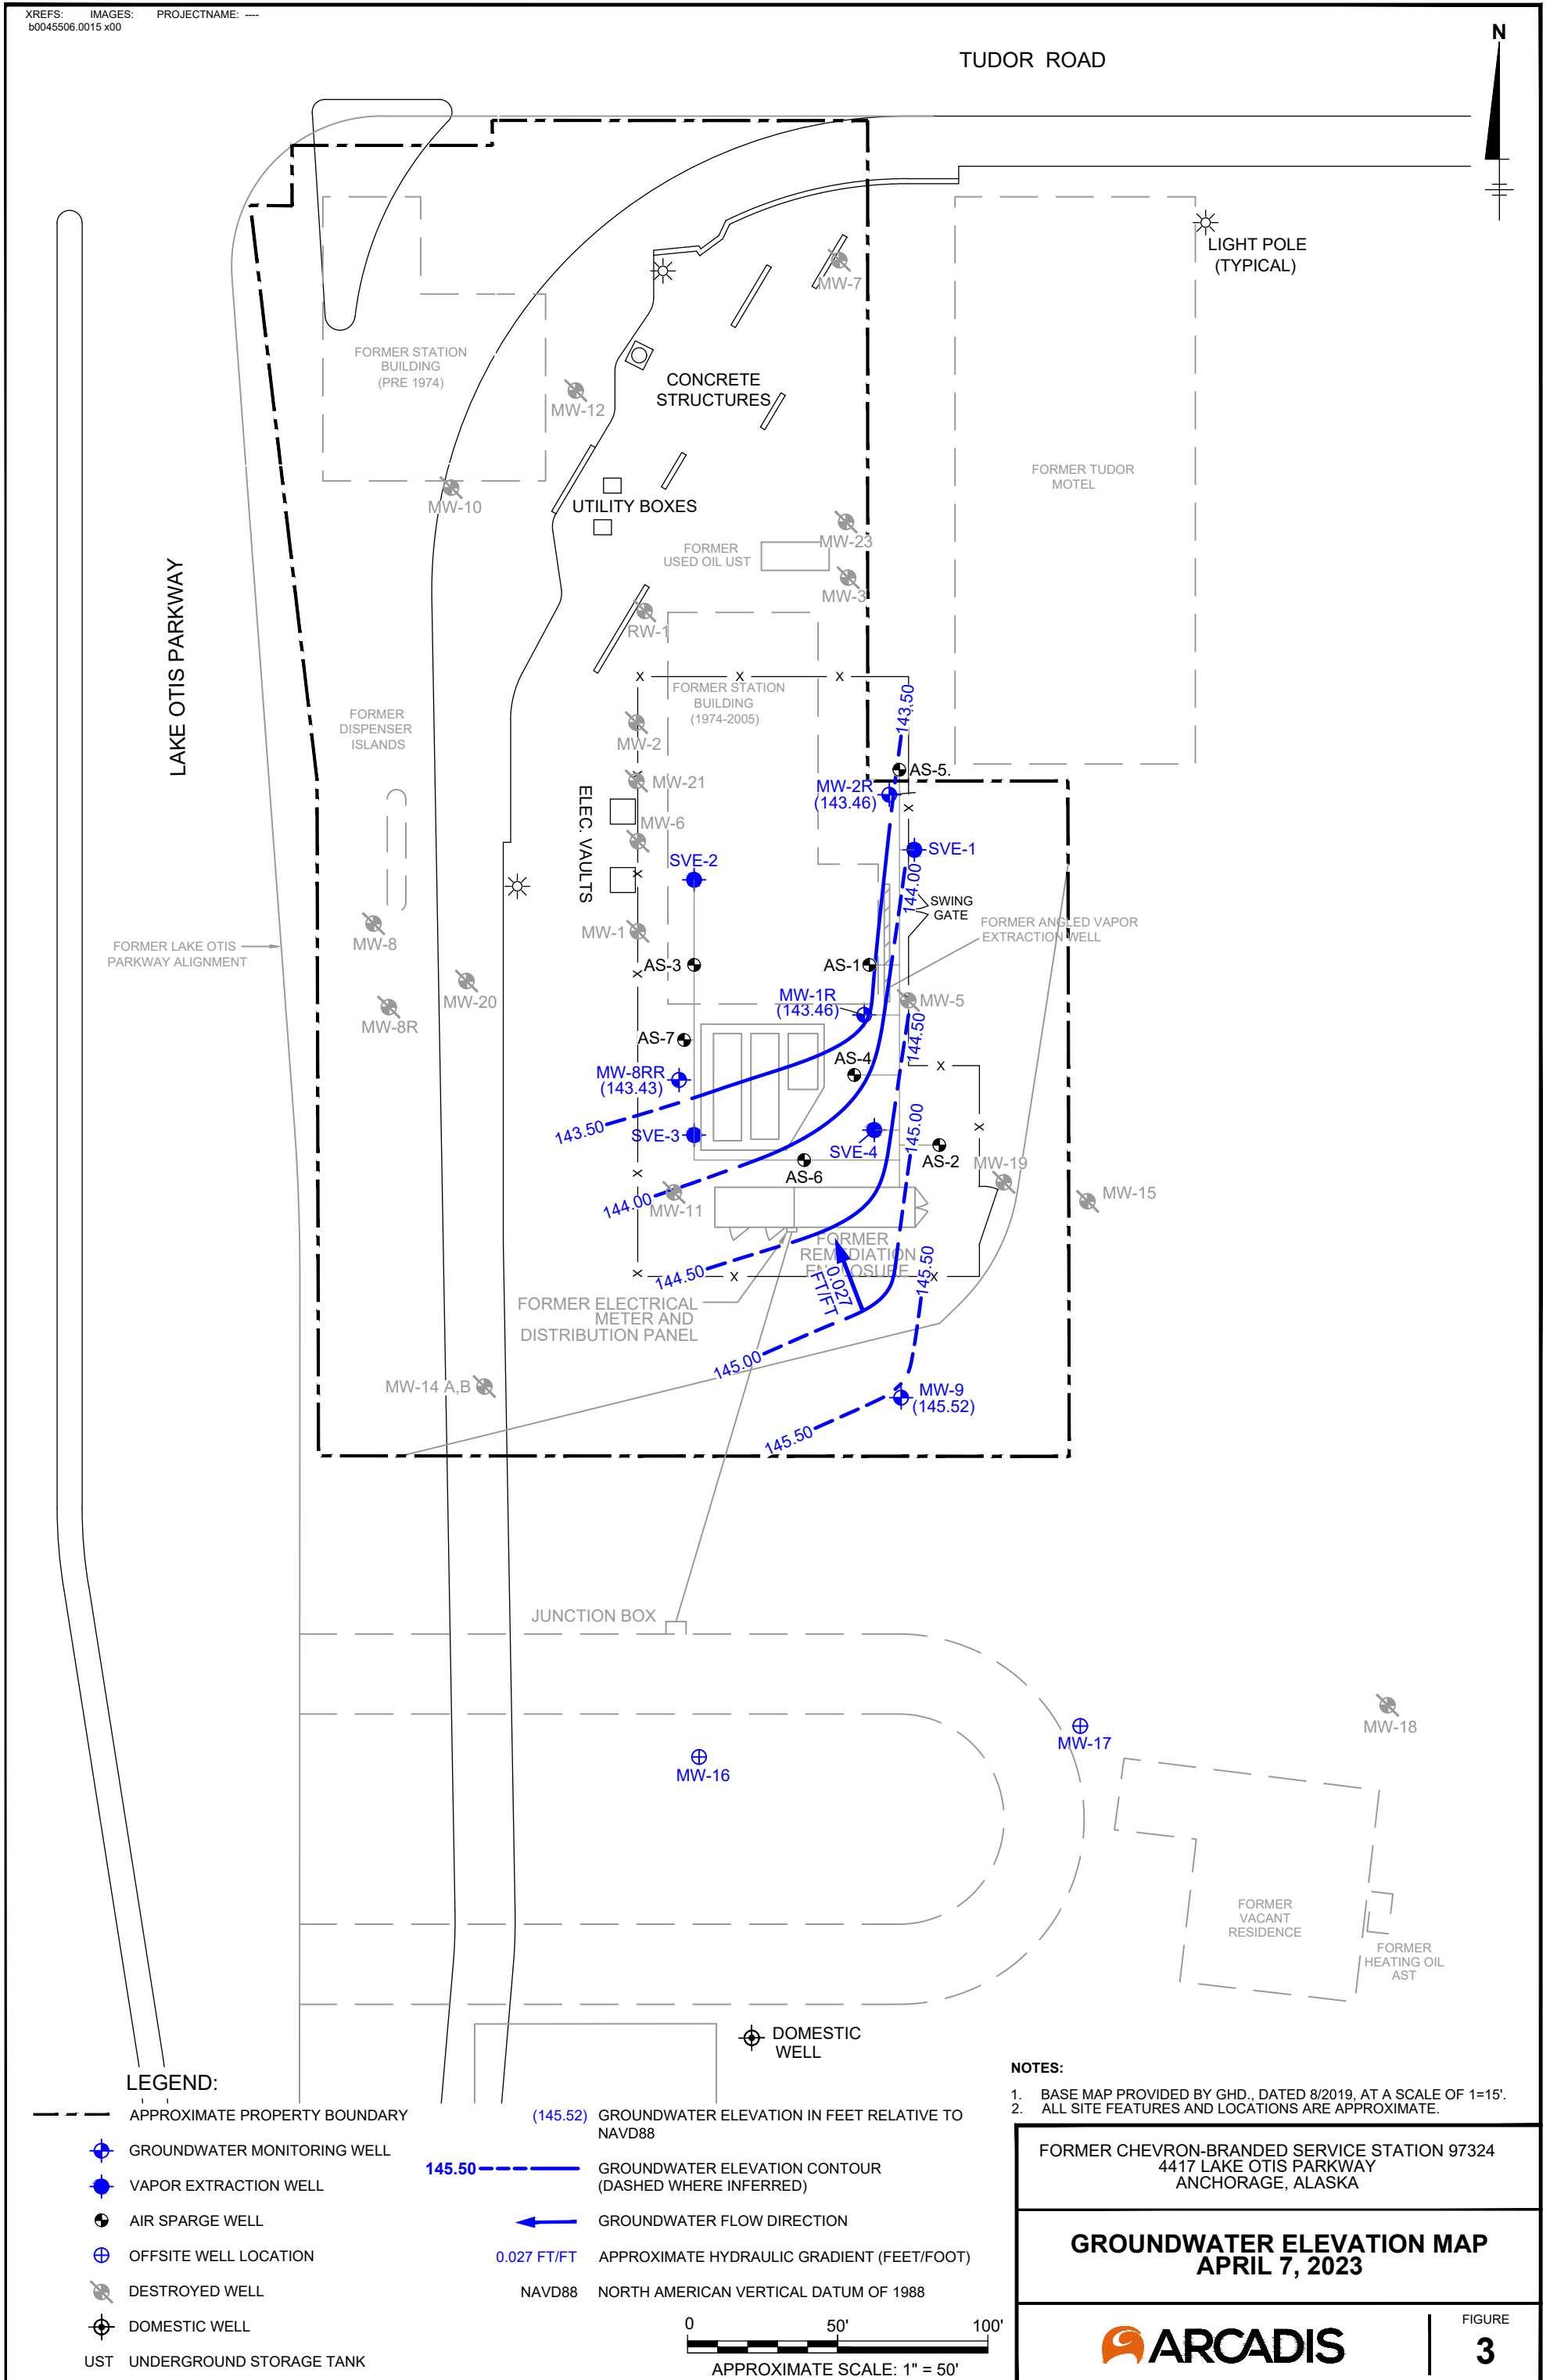 XREFS: IMAGES: PROJECTNAME: ----
b0045506.0015 x00
TUDOR ROAD
N
LIGHT POLE
(TYPICAL)
MW-7
FORMER STATION
BUILDING
(PRE 1974)
CONCRETE
STRUCTURES
MW-12
FORMER TUDOR
MOTEL
MW-10
UTILITY BOXES
MW-23
FORMER
USED OIL UST
MW-3
LAKE OTIS PARKWAY
RW-1
X
X
X
FORMER STATION
BUILDING
(1974-2005)
143.50
FORMER
DISPENSER
ISLANDS
MW-2
AS-5.
X
MW-21
MW-2R
(143.46)
X
ELEC. VAULTS
MW-6
SVE-1
SVE-2
X
144.00
SWING
GATE
FORMER ANGLED VAPOR
EXTRACTION WELL
MW-8
MW-1
FORMER LAKE OTIS
PARKWAY ALIGNMENT
X
AS-3
AS-1
MW-20
MW-1R
(143.46)
MW-5
MW-8R
144.50
AS-7
AS-4
X
MW-8RR
(143.43)
143.50
SVE-3
SVE-4
145.00
X
AS-2
AS-6
MW-19
X
144.00
MW-11
MW-15
FORMER
REMEDIATION
ENCLOSURE
X
144.50
X
X
145.50
0.027
FT/FT
FORMER ELECTRICAL
METER AND
DISTRIBUTION PANEL
145.00
MW-14 A,B
MW-9
(145.52)
145.50
JUNCTION BOX
MW-18
MW-17
MW-16
FORMER
VACANT
RESIDENCE
FORMER
HEATING OIL
AST
DOMESTIC
WELL
LEGEND:
APPROXIMATE PROPERTY BOUNDARY
GROUNDWATER MONITORING WELL
VAPOR EXTRACTION WELL
AIR SPARGE WELL
OFFSITE WELL LOCATION
DESTROYED WELL
DOMESTIC WELL
UST UNDERGROUND STORAGE TANK
(145.52) GROUNDWATER ELEVATION IN FEET RELATIVE TO
NAVD88
145.50 GROUNDWATER ELEVATION CONTOUR
(DASHED WHERE INFERRED)
GROUNDWATER FLOW DIRECTION
0.027 FT/FT APPROXIMATE HYDRAULIC GRADIENT (FEET/FOOT)
NAVD88 NORTH AMERICAN VERTICAL DATUM OF 1988
0 50' 100'
APPROXIMATE SCALE: 1" = 50'
NOTES:
1. BASE MAP PROVIDED BY GHD., DATED 8/2019, AT A SCALE OF 1=15'.
2. ALL SITE FEATURES AND LOCATIONS ARE APPROXIMATE.
FORMER CHEVRON-BRANDED SERVICE STATION 97324
4417 LAKE OTIS PARKWAY
ANCHORAGE, ALASKA
GROUNDWATER ELEVATION MAP
APRIL 7, 2023
ARCADIS
FIGURE
3